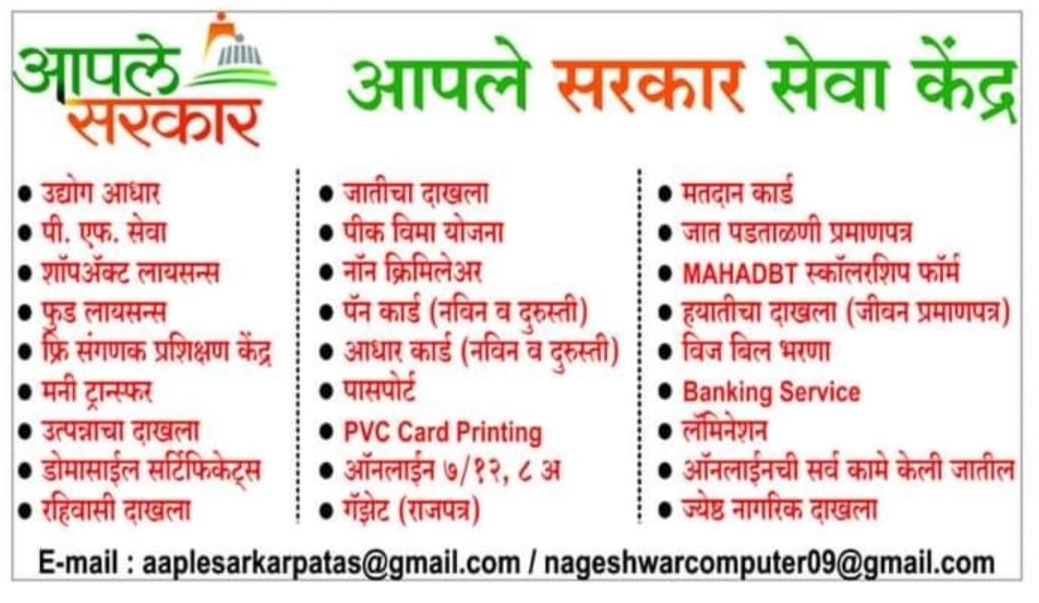 आपले
सरकार
आपले सरकार सेवा केंद्र
• उद्योग आधार
• पी. एफ. सेवा
• शॉपॲक्ट लायसन्स
• फुड लायसन्स
• फ्रि संगणक प्रशिक्षण केंद्र
• मनी ट्रान्स्फर
• उत्पन्नाचा दाखला
• डोमासाईल सर्टिफिकेट्स
• रहिवासी दाखला
• जातीचा दाखला
• पीक विमा योजना
• नॉन क्रिमिलेअर
• पॅन कार्ड (नविन व दुरुस्ती)
• आधार कार्ड (नविन व दुरुस्ती)
• पासपोर्ट
• PVC Card Printing
• ऑनलाईन ७/१२, ८ अ
• गॅझेट (राजपत्र)
• मतदान कार्ड
• जात पडताळणी प्रमाणपत्र
• MAHADBT स्कॉलरशिप फॉर्म
• हयातीचा दाखला (जीवन प्रमाणपत्र)
• विज बिल भरणा
• Banking Service
• लॅमिनेशन
• ऑनलाईनची सर्व कामे केली जातील
• ज्येष्ठ नागरिक दाखला
E-mail : aaplesarkarpatas@gmail.com / nageshwarcomputer09@gmail.com